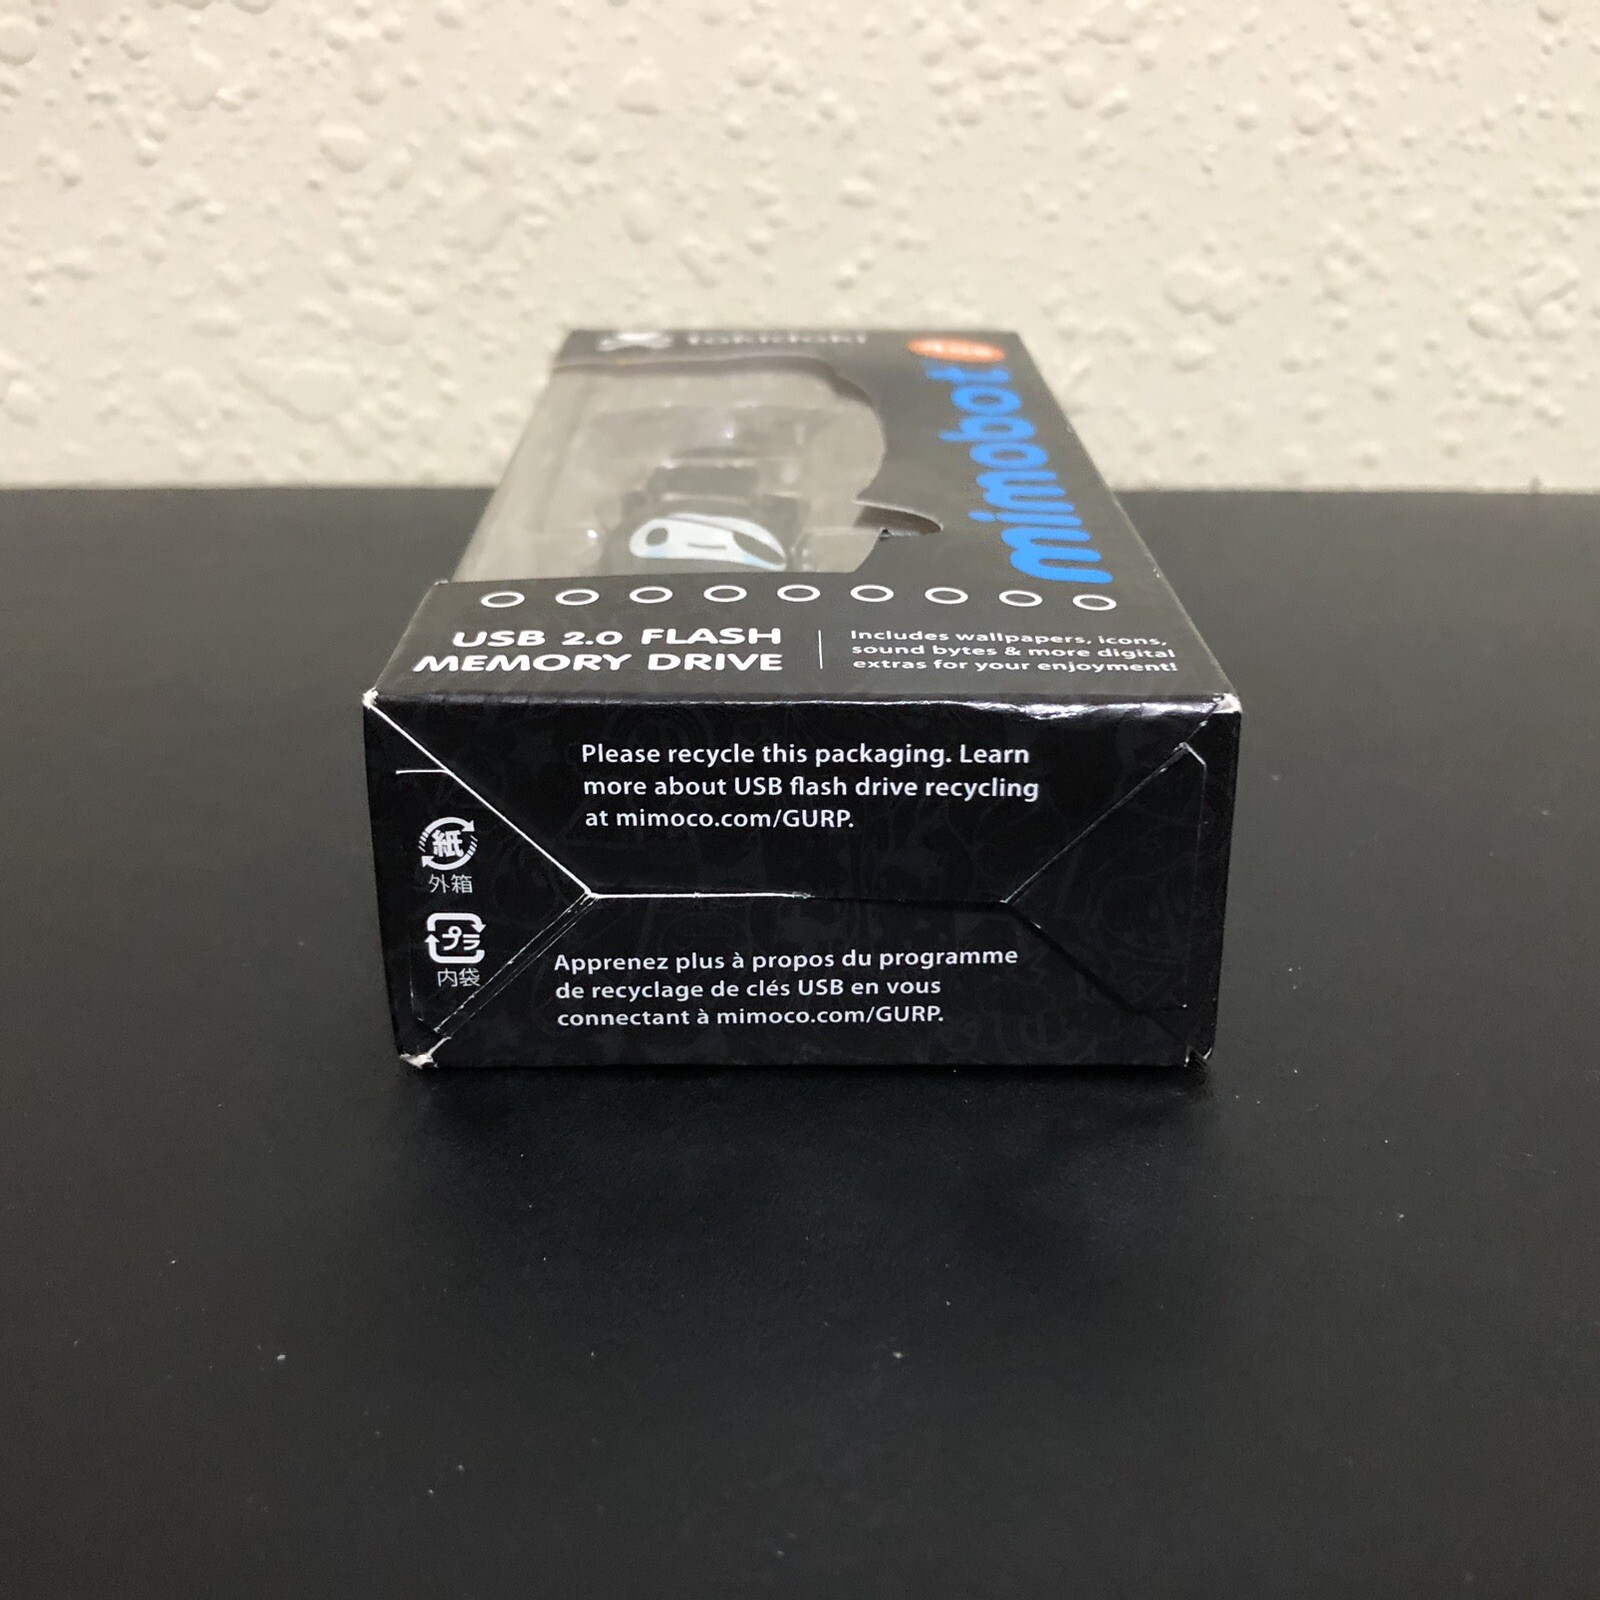 tokidoki
mimobot
USB 2.0 FLASH
MEMORY DRIVE
Includes wallpapers, icons,
sound bytes & more digital
extras for your enjoyment!
Please recycle this packaging. Learn
more about USB flash drive recycling
at mimoco.com/GURP.
紙
外箱
プラ
内袋
Apprenez plus à propos du programme
de recyclage de clés USB en vous
connectant à mimoco.com/GURP.